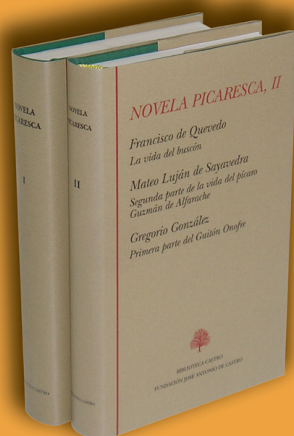 NOVELA
PICARESCA
I
NOVELA
PICARESCA
II
NOVELA PICARESCA, II
Francisco de Quevedo
La vida del buscón
Mateo Luján de Sayavedra
Segunda parte de la vida del pícaro
Guzmán de Alfarache
Gregorio González
Primera parte del Guitón Onofre
BIBLIOTECA CASTRO
FUNDACIÓN JOSÉ ANTONIO DE CASTRO